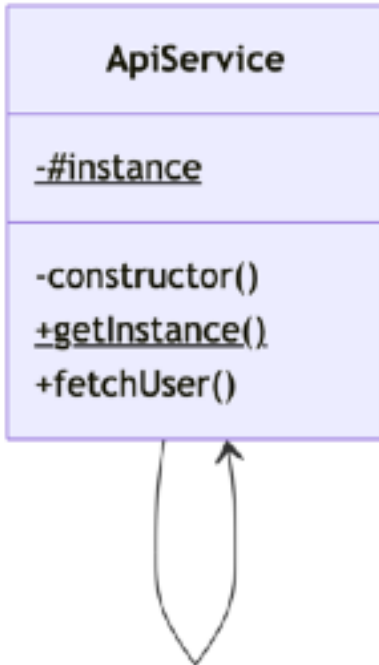 ApiService
-#instance
-constructor()
+getInstance()
+fetchUser()